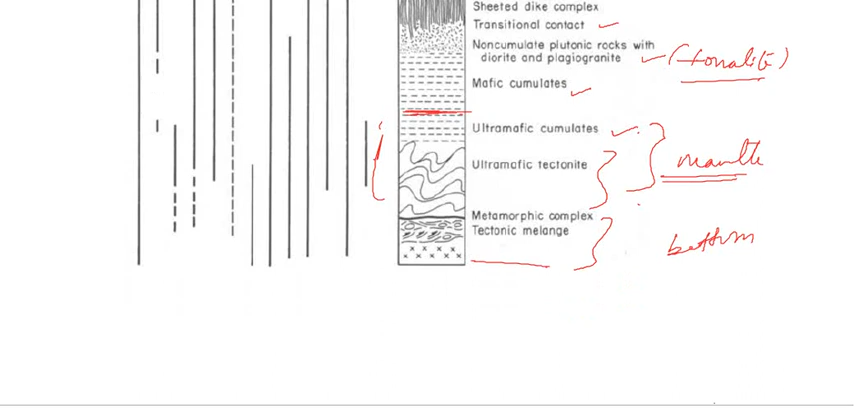 Sheeted dike complex
Transitional contact
Noncumulate plutonic rocks with
diorite and plagiogranite
(tonalite)
Mafic cumulates
Ultramafic cumulates
Ultramafic tectonite
mantle
Metamorphic complex
Tectonic melange
bottom